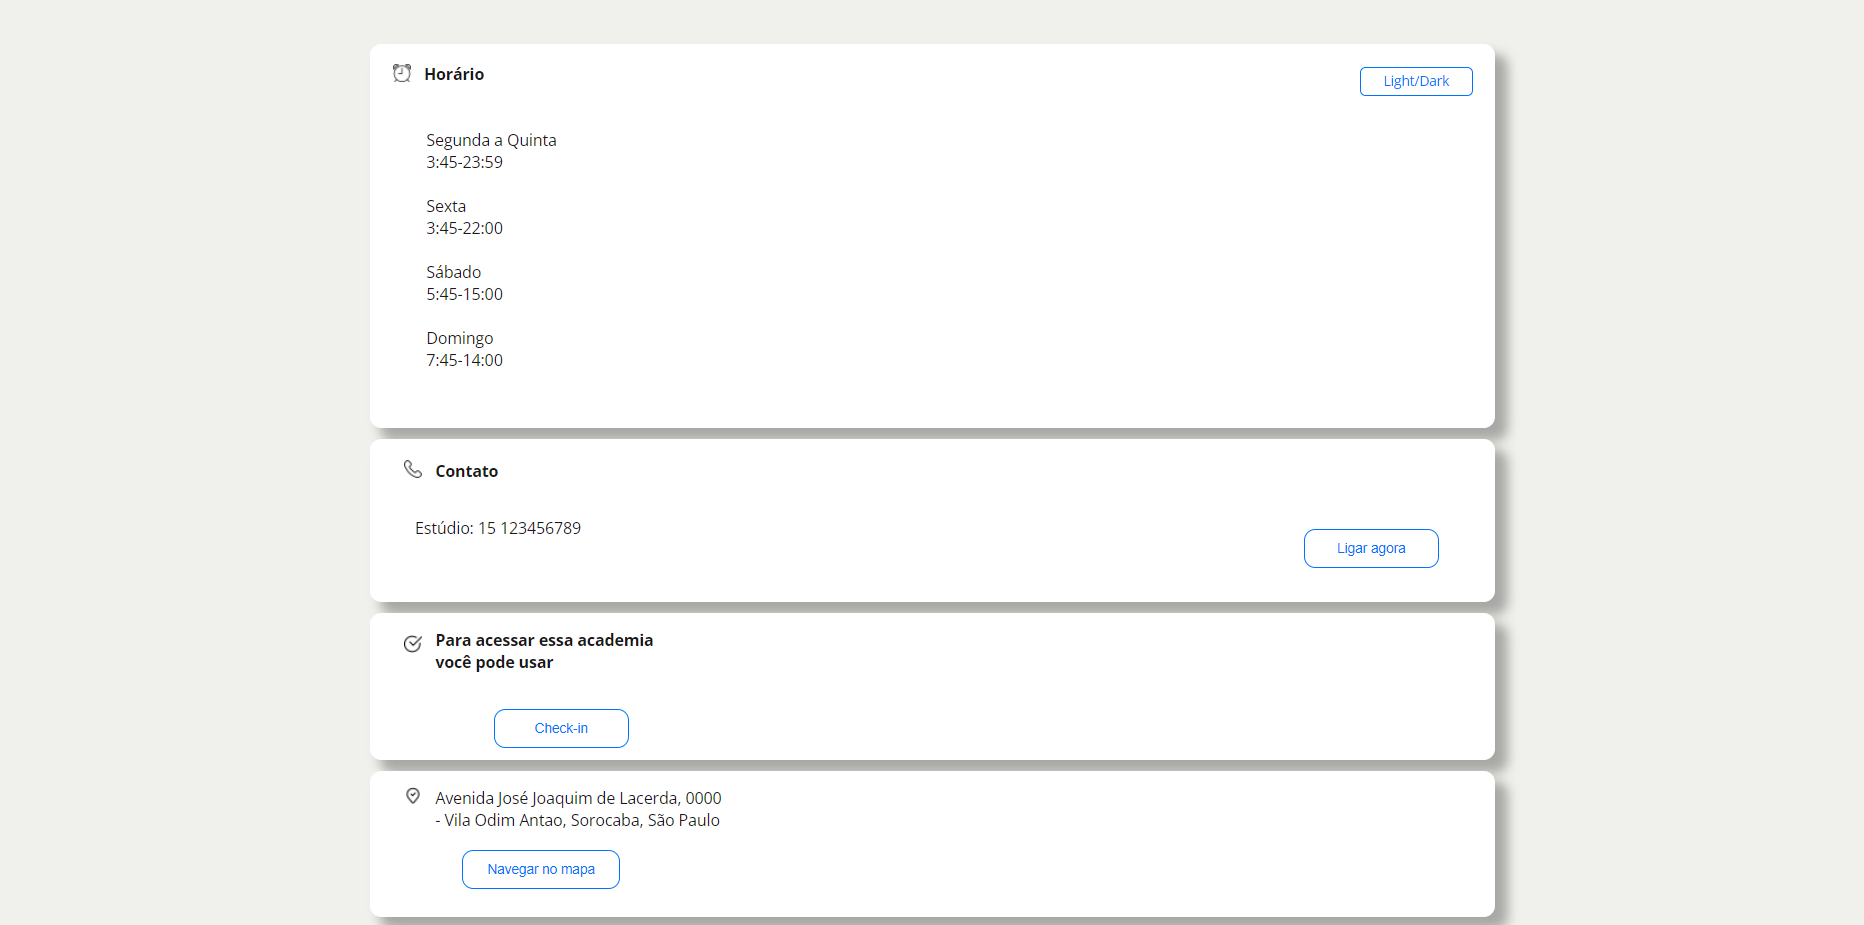 Horário
Light/Dark
Segunda a Quinta
3:45-23:59
Sexta
3:45-22:00
Sábado
5:45-15:00
Domingo
7:45-14:00
Contato
Estúdio: 15 123456789
Ligar agora
Para acessar essa academia
você pode usar
Check-in
Avenida José Joaquim de Lacerda, 0000
- Vila Odim Antao, Sorocaba, São Paulo
Navegar no mapa